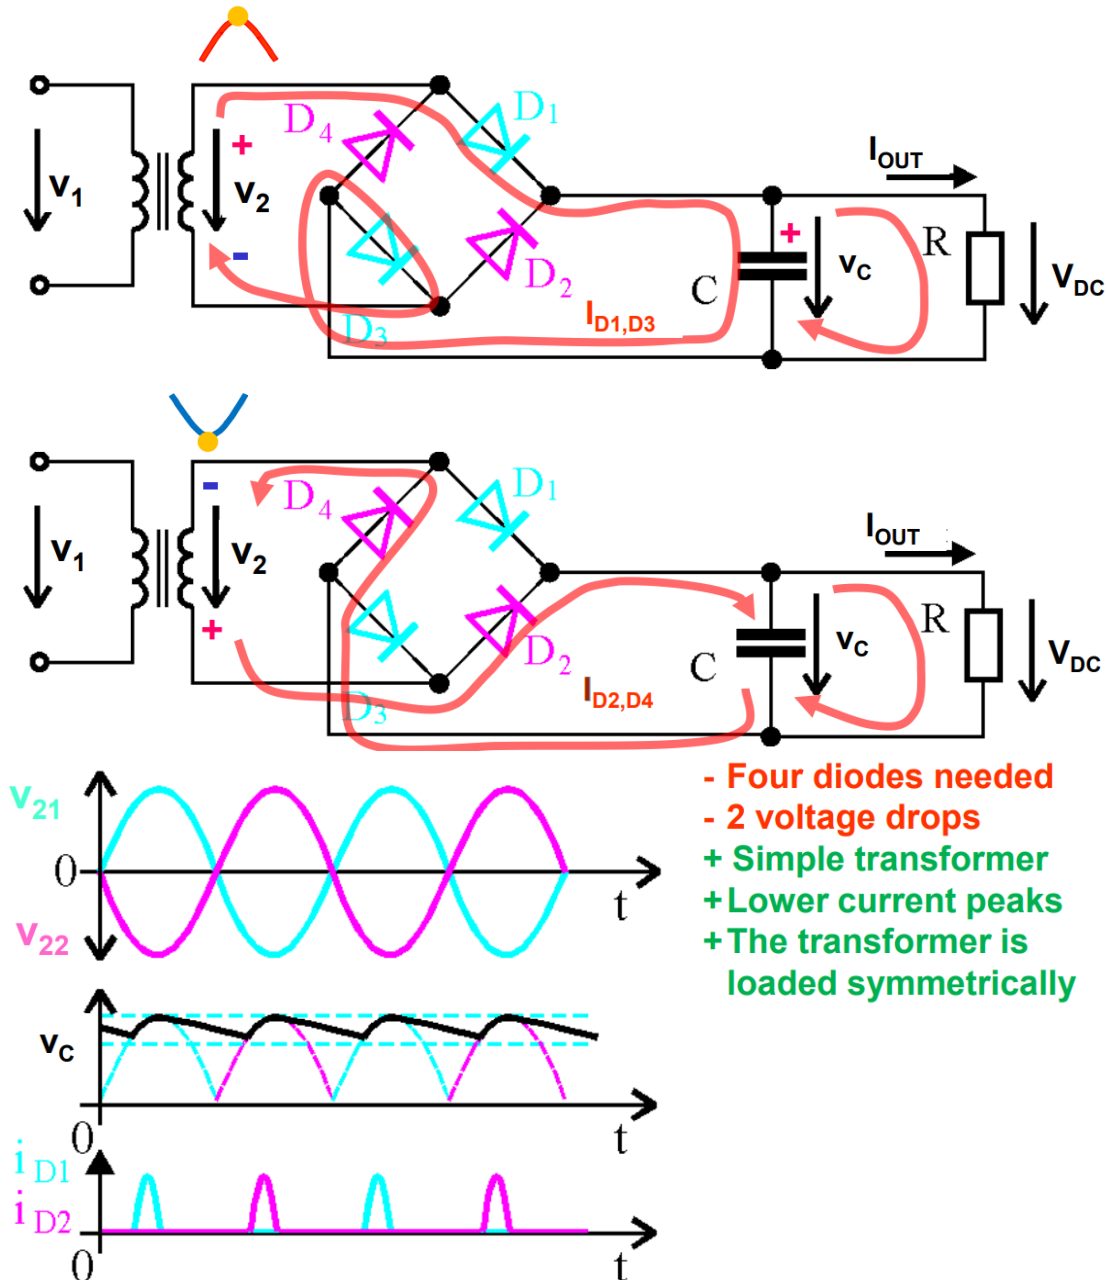 D4 D1
IOUT
v1
+
v2
-
+
vC
R
VDC
C
D2
ID1,D3
D3
-
D4 D1
IOUT
v1
v2
+
R
vC
VDC
C
D2
ID2,D4
D3
v21
0
t
v22
- Four diodes needed
- 2 voltage drops
+ Simple transformer
+ Lower current peaks
+ The transformer is
loaded symmetrically
vC
0
t
i D1
i D2
0
t